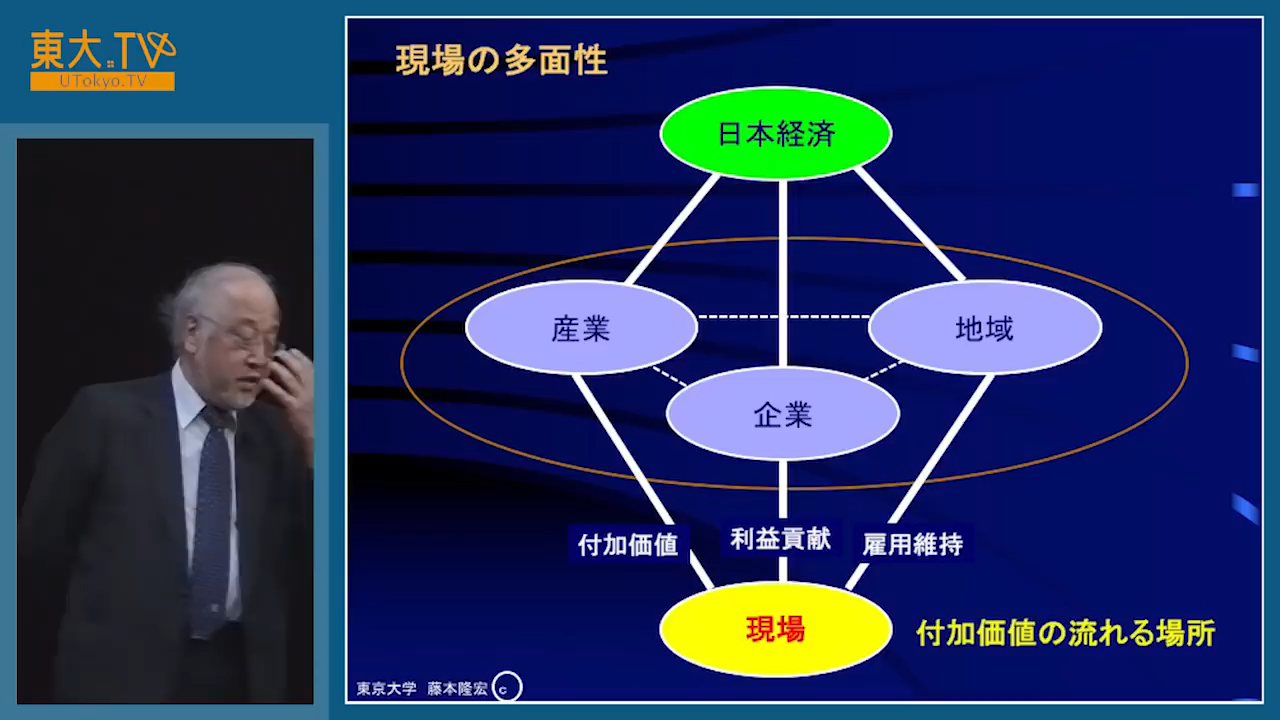 東大.TV
UTokyo.TV
現場の多面性
日本経済
産業
地域
企業
付加価値
利益貢献
雇用維持
現場
付加価値の流れる場所
東京大学 藤本隆宏 c